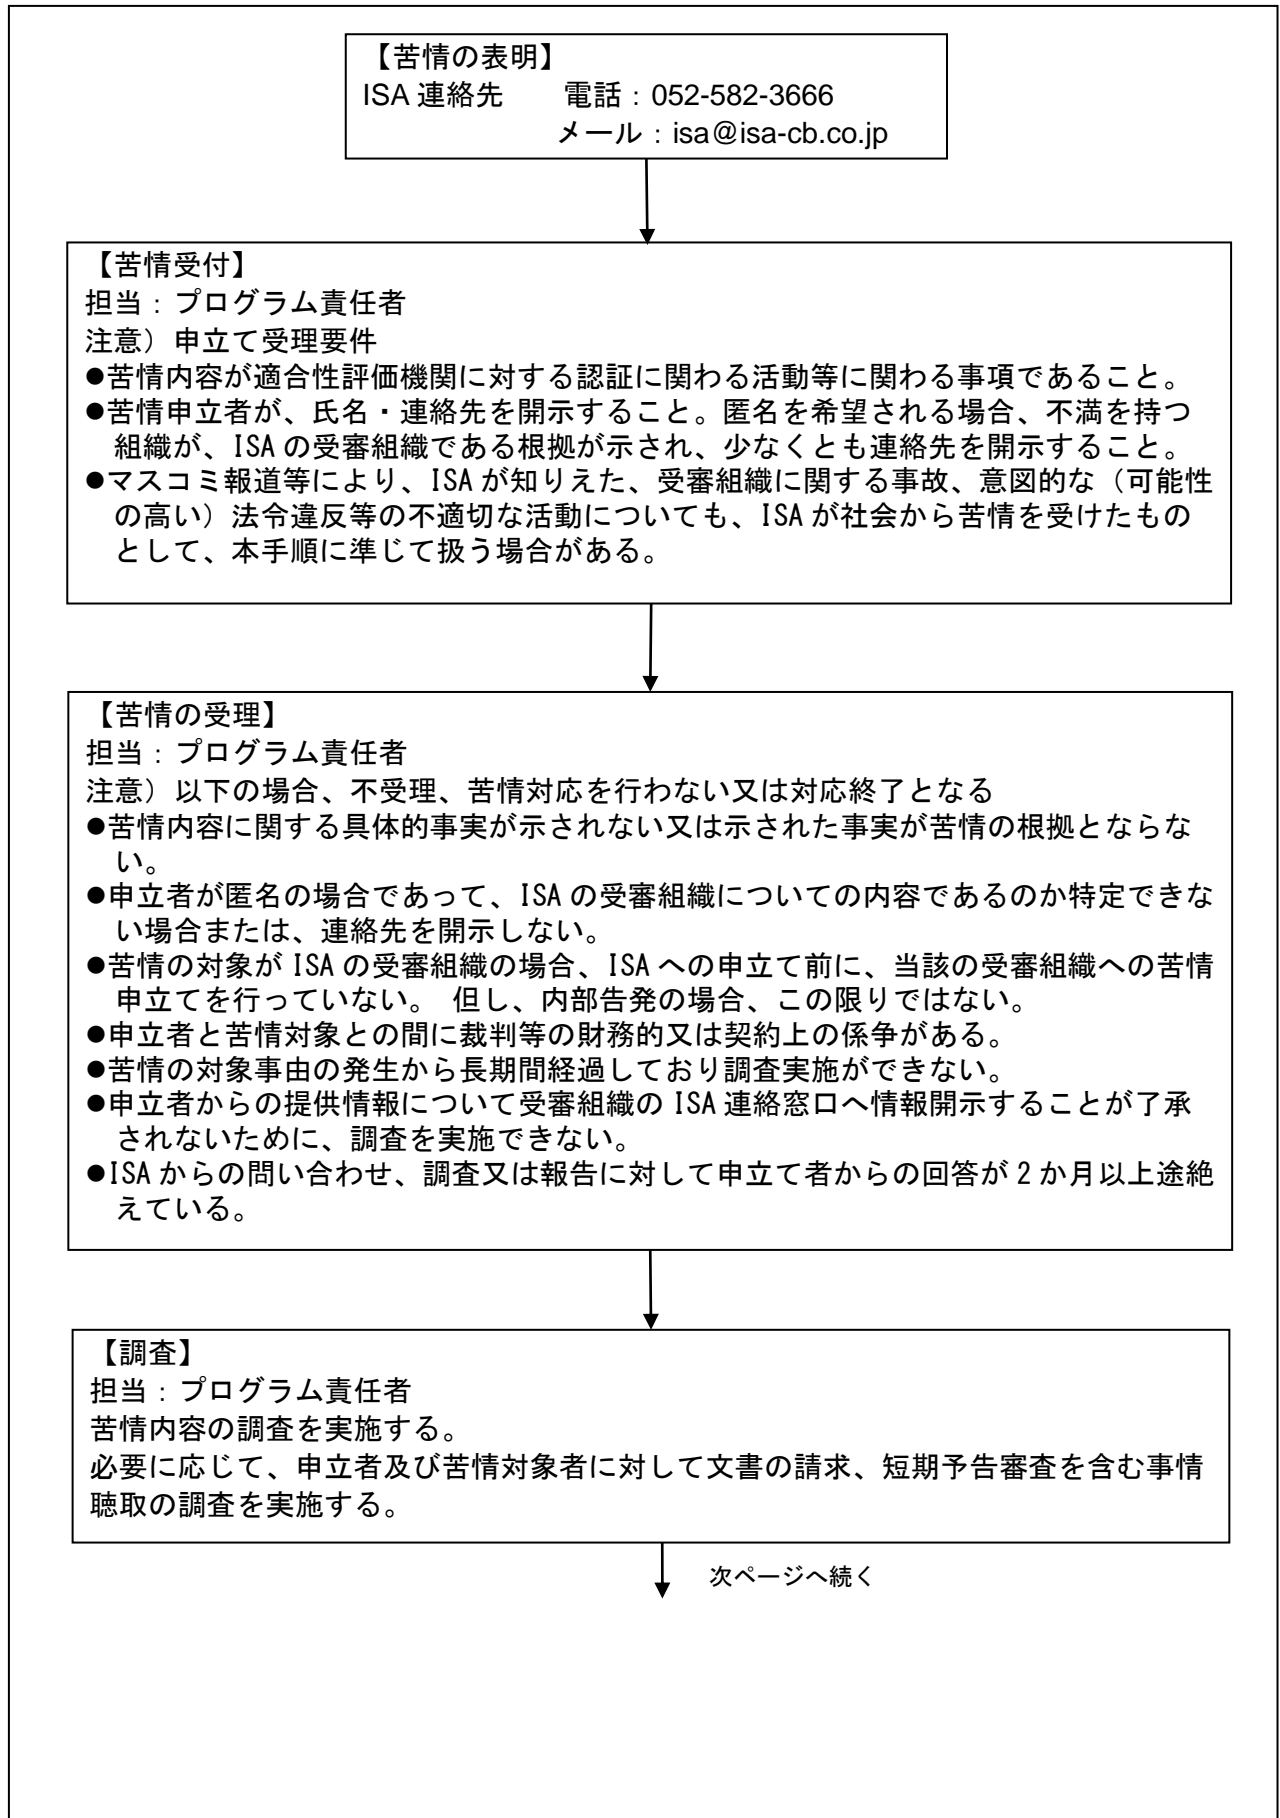 【苦情の表明】
ISA 連絡先　　電話：052-582-3666
メール：isa@isa-cb.co.jp
【苦情受付】
担当：プログラム責任者
注意）申立て受理要件
●苦情内容が適合性評価機関に対する認証に関わる活動等に関わる事項であること。
●苦情申立者が、氏名・連絡先を開示すること。匿名を希望される場合、不満を持つ
組織が、ISA の受審組織である根拠が示され、少なくとも連絡先を開示すること。
●マスコミ報道等により、ISA が知りえた、受審組織に関する事故、意図的な（可能性
の高い）法令違反等の不適切な活動についても、ISA が社会から苦情を受けたもの
として、本手順に準じて扱う場合がある。
【苦情の受理】
担当：プログラム責任者
注意）以下の場合、不受理、苦情対応を行わない又は対応終了となる
●苦情内容に関する具体的事実が示されない又は示された事実が苦情の根拠とならな
い。
●申立者が匿名の場合であって、ISA の受審組織についての内容であるのか特定できな
い場合または、連絡先を開示しない。
●苦情の対象が ISA の受審組織の場合、ISA への申立て前に、当該の受審組織への苦情
申立てを行っていない。 但し、内部告発の場合、この限りではない。
●申立者と苦情対象との間に裁判等の財務的又は契約上の係争がある。
●苦情の対象事由の発生から長期間経過しており調査実施ができない。
●申立者からの提供情報について受審組織の ISA 連絡窓口へ情報開示することが了承
されないために、調査を実施できない。
●ISA からの問い合わせ、調査又は報告に対して申立て者からの回答が 2 か月以上途絶
えている。
【調査】
担当：プログラム責任者
苦情内容の調査を実施する。
必要に応じて、申立者及び苦情対象者に対して文書の請求、短期予告審査を含む事情
聴取の調査を実施する。
次ページへ続く